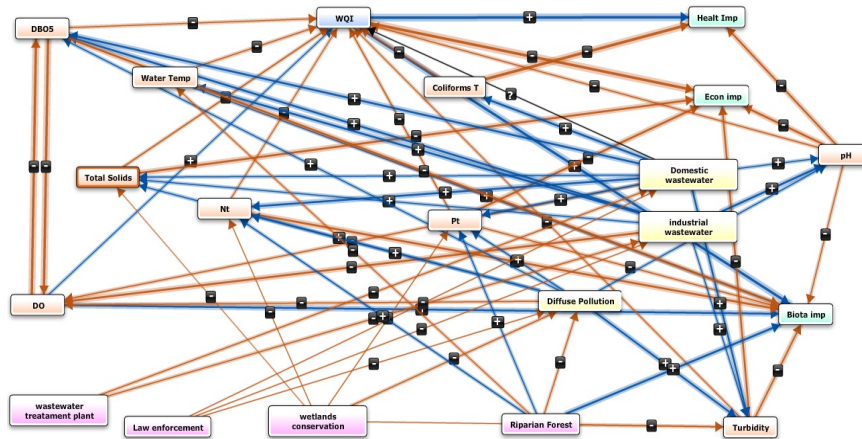 DBO5
WQI
Healt Imp
Water Temp
Coliforms T
Econ imp
pH
Total Solids
Domestic
wastewater
Nt
Pt
industrial
wastewater
DO
Diffuse Pollution
Biota imp
wastewater
treatament plant
Law enforcement
wetlands
conservation
Riparian Forest
Turbidity